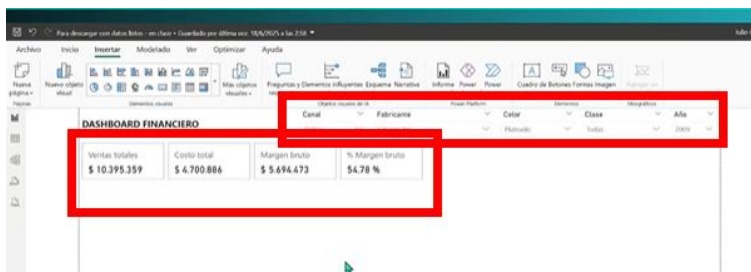 Para descargar con datos listos - en clase • Guardado por última vez: 18/6/2025 a las 2:58
Julio
Archivo Inicio Insertar Modelado Ver Optimizar Ayuda
Nueva página
Nuevo objeto visual
Más objetos visuales
Preguntas y Elementos influyentes Esquema Narrativa
Informe Power Power
Cuadro de Botones Formas Imagen
Páginas Elementos visuales Objetos visuales de IA Power Platform Elementos Minigráficos
DASHBOARD FINANCIERO
Canal Fabricante Color Clase Año
Plateado Todas 2009
Ventas totales Costo total Margen bruto % Margen bruto
$ 10.395.359 $ 4.700.886 $ 5.694.473 54.78 %